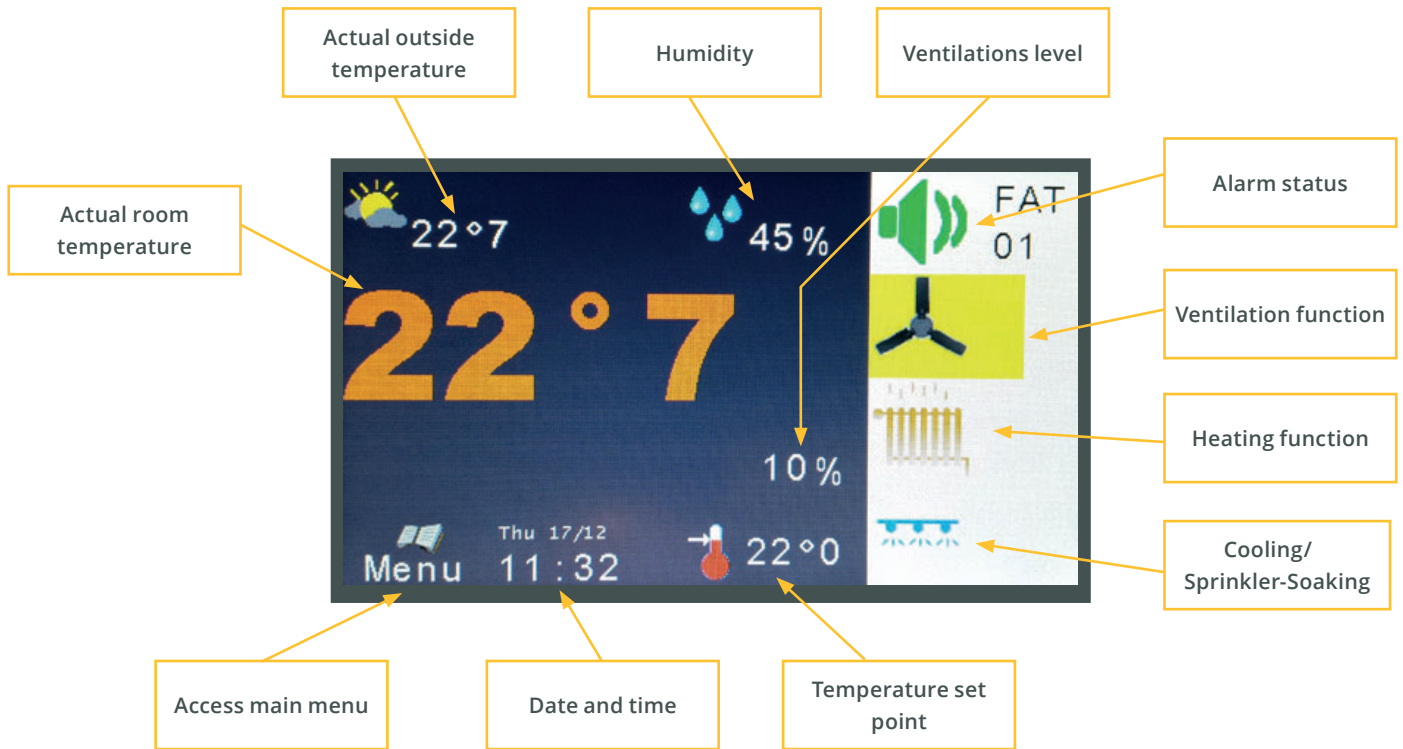 Actual outside
temperature
Humidity
Ventilations level
Actual room
temperature
Alarm status
Ventilation function
Heating function
Cooling/
Sprinkler-Soaking
22°7
45%
FAT
01
22°7
10%
Menu
Thu 17/12
11:32
22°0
Access main menu
Date and time
Temperature set
point